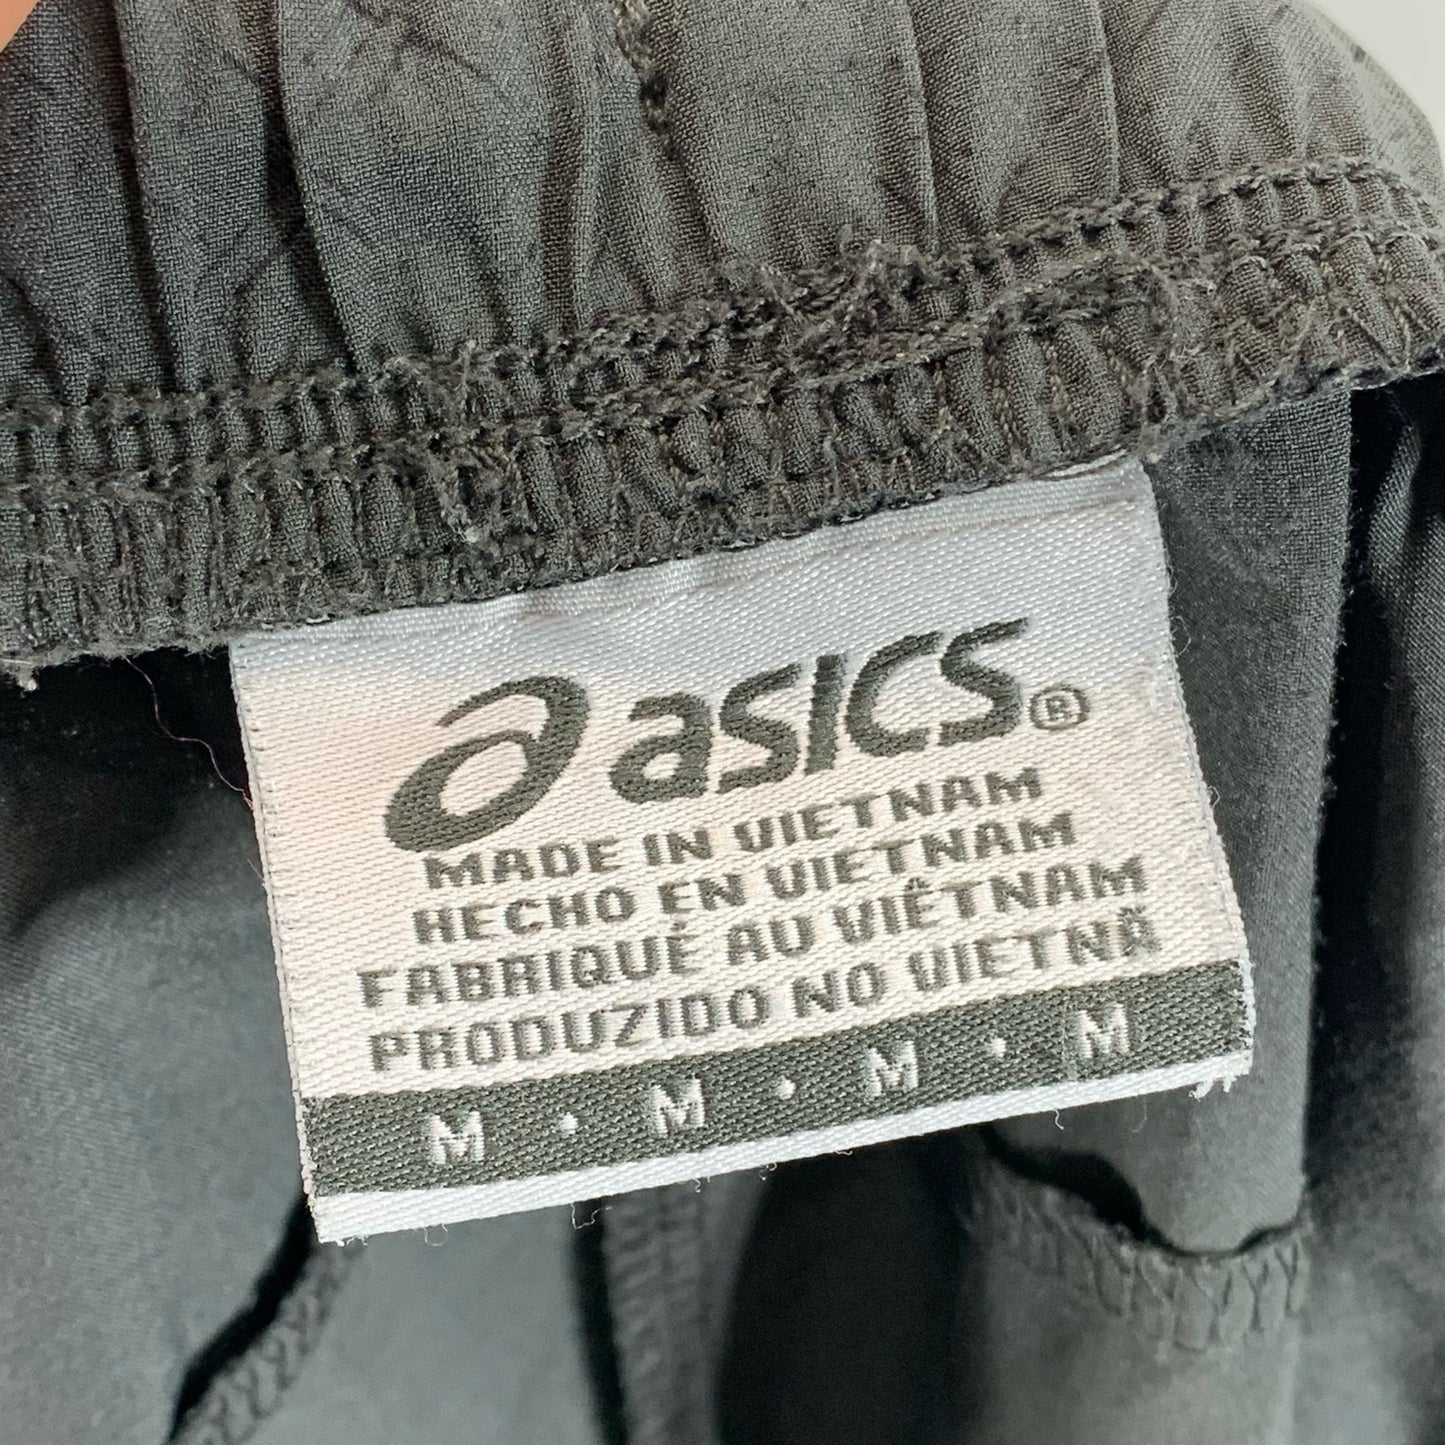 asics®
MADE IN VIETNAM
HECHO EN VIETNAM
FABRIQUÉ AU VIÊTNAM
PRODUZIDO NO VIETNÃ
M • M • M • M